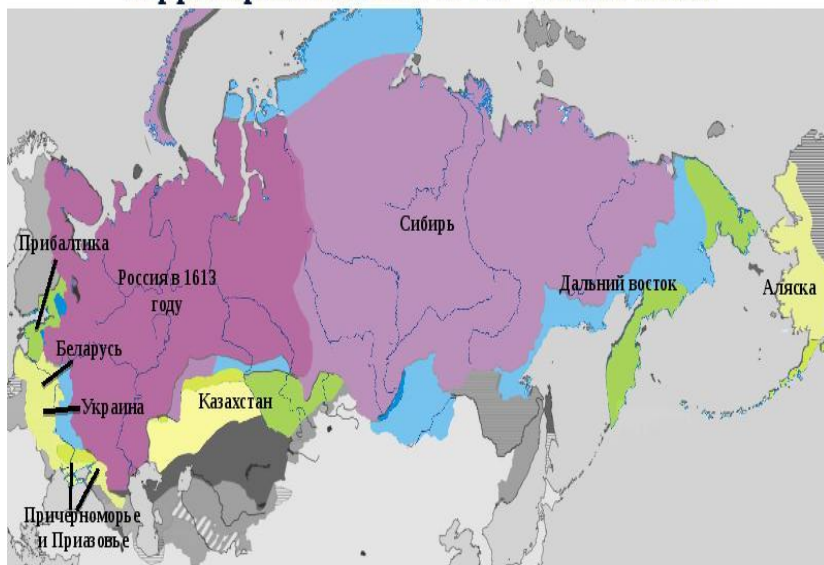 Прибалтика
Россия в 1613
году
Сибирь
Дальний восток
Аляска
Беларусь
Украина
Казахстан
Причерноморье
и Приазовье